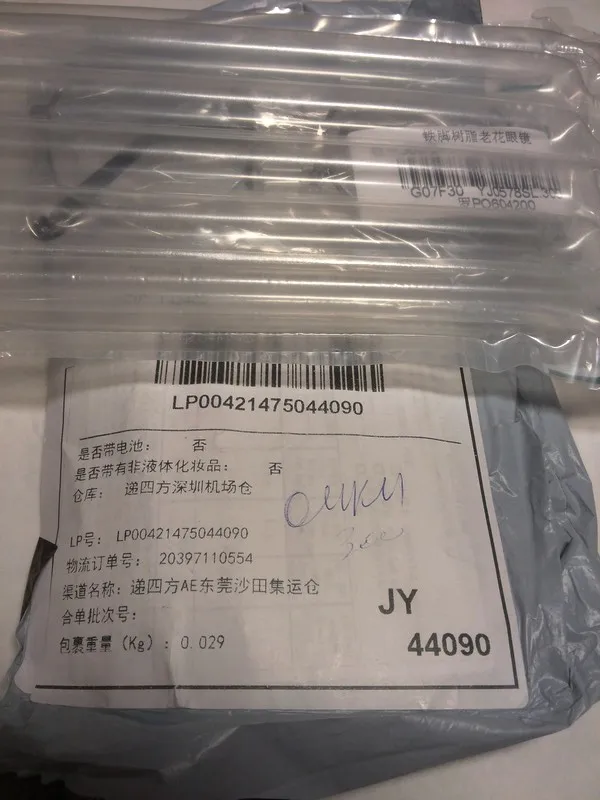 铁脚树脂老花眼镜
G07F30 YJ0578SL
PO604200
LP00421475044090
是否带电池： 否
是否带有非液体化妆品： 否
仓库： 递四方深圳机场仓
очки
LP号： LP00421475044090
物流订单号： 20397110554
渠道名称： 递四方AE东莞沙田集运仓
合单批次号：
JY
包裹重量（Kg）： 0.029
44090